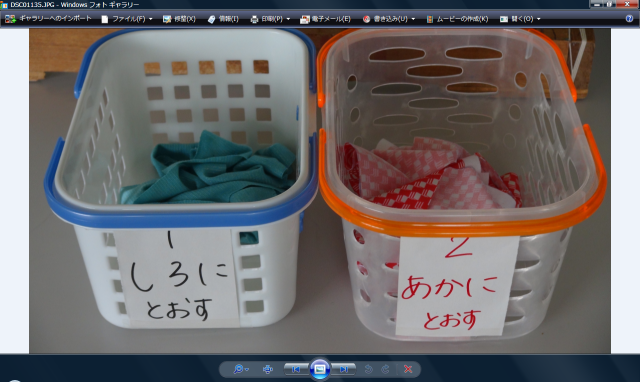 DSC01135.JPG - Windows フォト ギャラリー
ギャラリーへのインポート ファイル(F) 修整(X) 情報(I) 印刷(P) 電子メール(E) 書き込み(U) ムービーの作成(K) 開く(O)
1
しろに
とおす
2
あかに
とおす